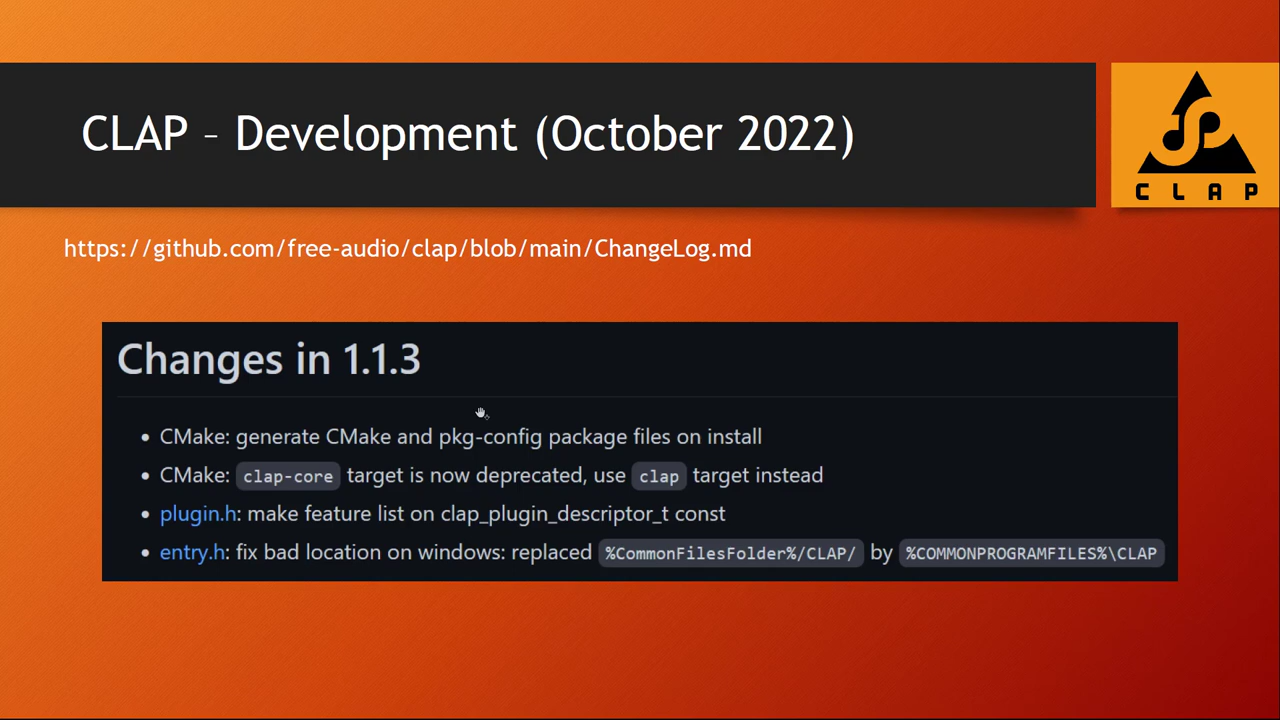 CLAP – Development (October 2022)
CLAP
https://github.com/free-audio/clap/blob/main/ChangeLog.md
Changes in 1.1.3
• CMake: generate CMake and pkg-config package files on install
• CMake: clap-core target is now deprecated, use clap target instead
• plugin.h: make feature list on clap_plugin_descriptor_t const
• entry.h: fix bad location on windows: replaced %CommonFilesFolder%/CLAP/ by %COMMONPROGRAMFILES%\CLAP